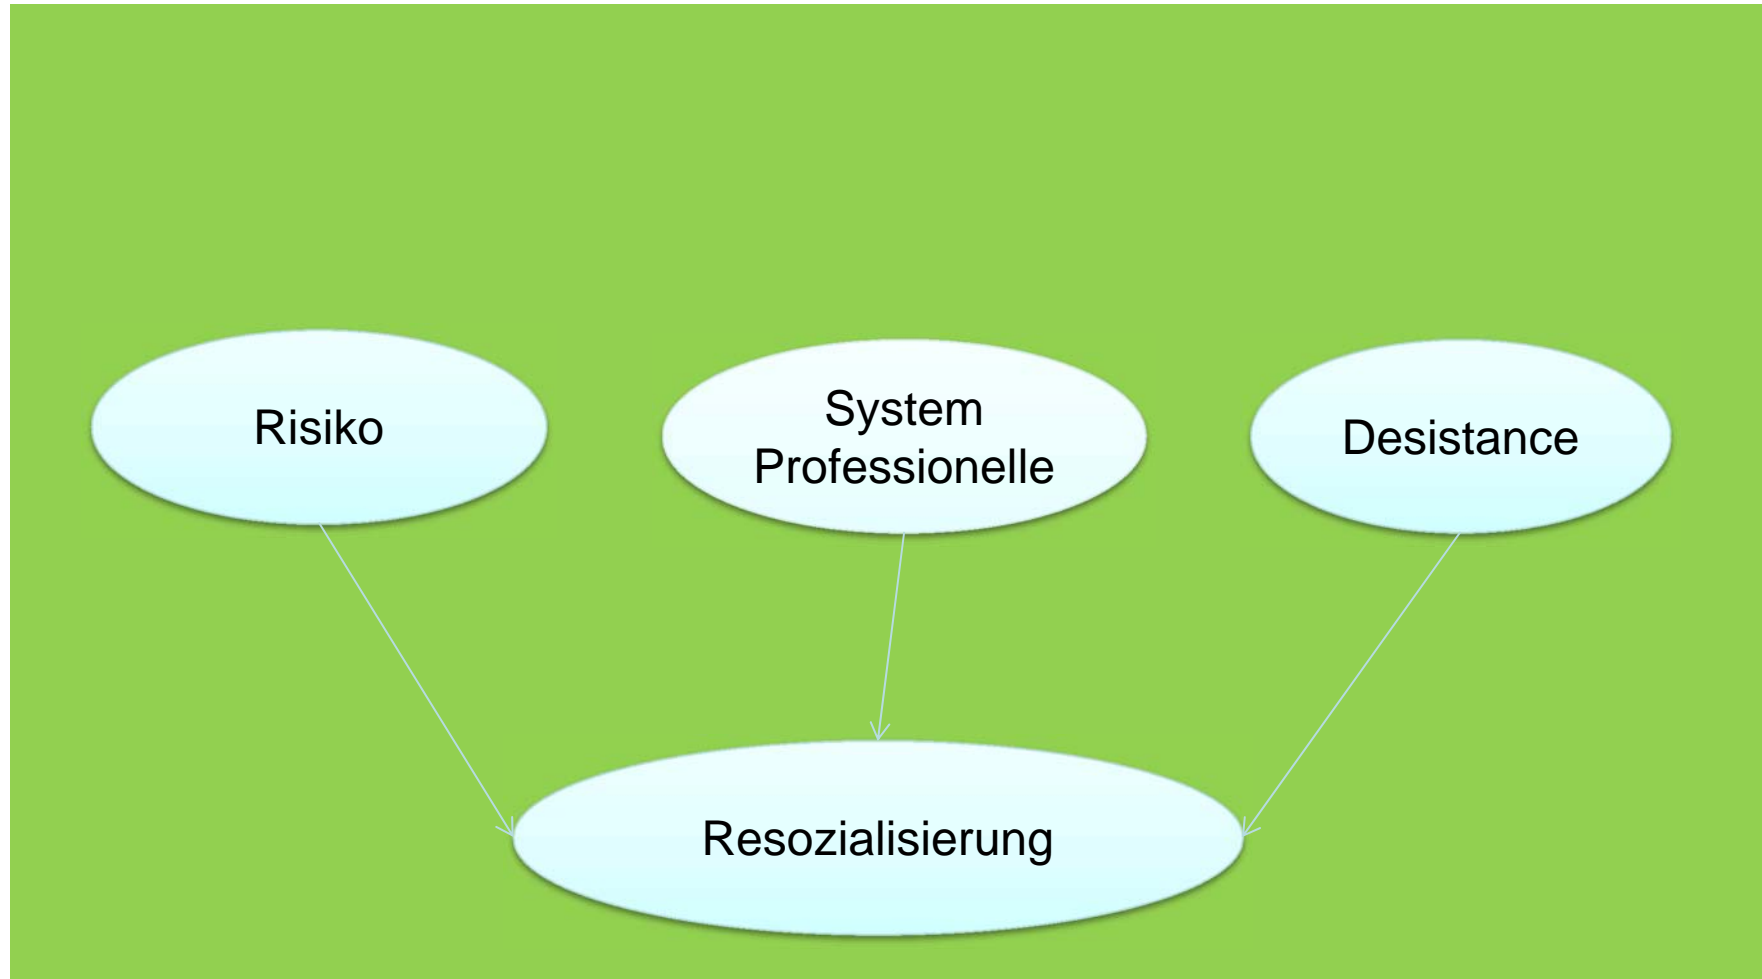 Risiko
System
Professionelle
Desistance
Resozialisierung